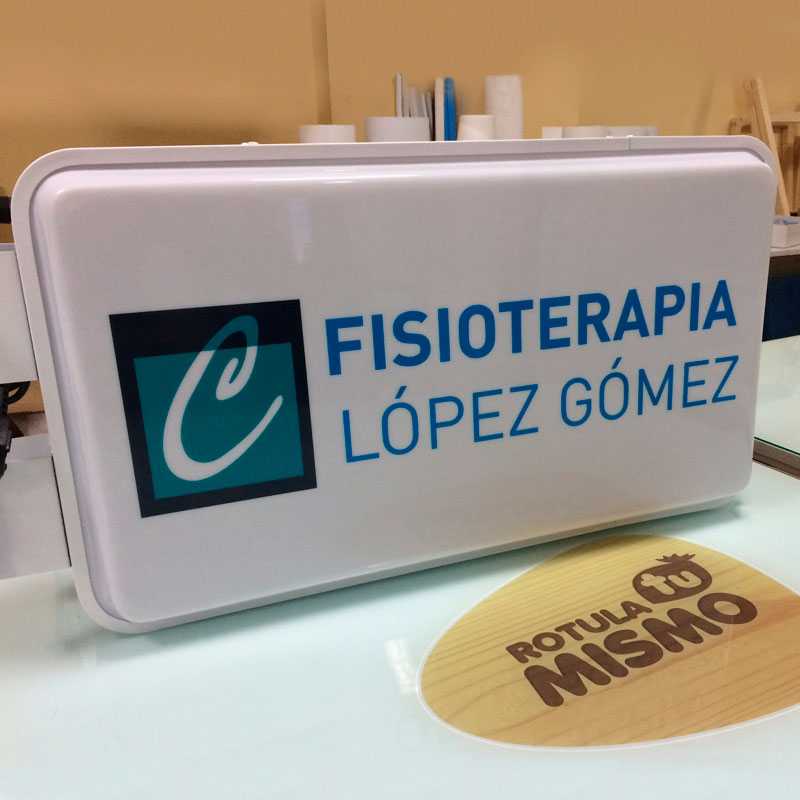 C
FISIOTERAPIA
LÓPEZ GÓMEZ
ROTULA tu
MISMO